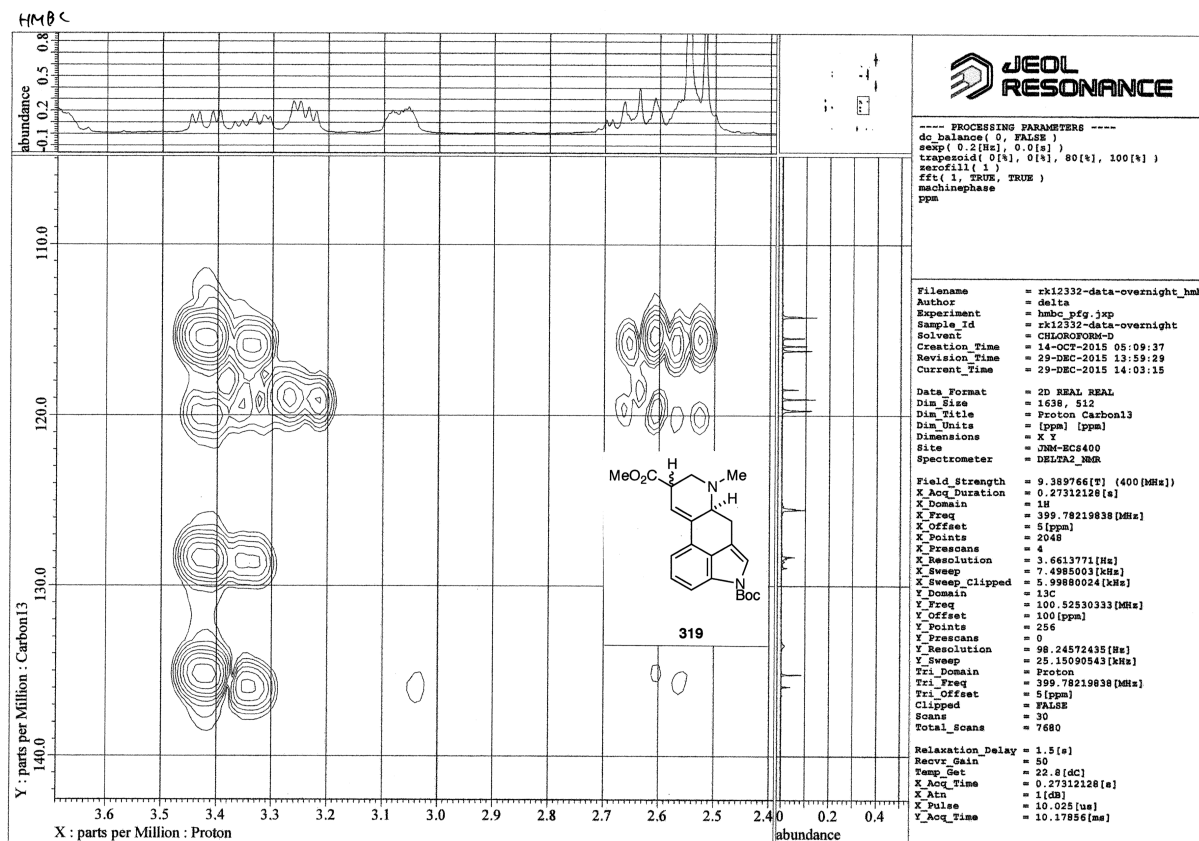 HMBC
JEOL
RESONANCE
---- PROCESSING PARAMETERS ----
dc_balance( 0, FALSE )
sexp( 0.2[Hz], 0.0[s] )
trapezoid( 0[%], 0[%], 80[%], 100[%] )
zerofill( 1 )
fft( 1, TRUE, TRUE )
machinephase
ppm
Filename = rk12332-data-overnight_hmb
Author = delta
Experiment = hmbc_pfg.jxp
Sample_Id = rk12332-data-overnight
Solvent = CHLOROFORM-D
Creation_Time = 14-OCT-2015 05:09:37
Revision_Time = 29-DEC-2015 13:59:29
Current_Time = 29-DEC-2015 14:03:15
Data_Format = 2D REAL REAL
Dim_Size = 1638, 512
Dim_Title = Proton Carbon13
Dim_Units = [ppm] [ppm]
Dimensions = X Y
Site = JNM-ECS400
Spectrometer = DELTA2_NMR
Field_Strength = 9.389766[T] (400[MHz])
X_Acq_Duration = 0.27312128[s]
X_Domain = 1H
X_Freq = 399.78219838[MHz]
X_Offset = 5[ppm]
X_Points = 2048
X_Prescans = 4
X_Resolution = 3.6613771[Hz]
X_Sweep = 7.4985003[kHz]
X_Sweep_Clipped = 5.99880024[kHz]
Y_Domain = 13C
Y_Freq = 100.52530333[MHz]
Y_Offset = 100[ppm]
Y_Points = 256
Y_Prescans = 0
Y_Resolution = 98.24572435[Hz]
Y_Sweep = 25.15090543[kHz]
Tri_Domain = Proton
Tri_Freq = 399.78219838[MHz]
Tri_Offset = 5[ppm]
Clipped = FALSE
Scans = 30
Total_Scans = 7680
Relaxation_Delay = 1.5[s]
Recvr_Gain = 50
Temp_Get = 22.8[dC]
X_Acq_Time = 0.27312128[s]
X_Atn = 1[dB]
X_Pulse = 10.025[us]
Y_Acq_Time = 10.17856[ms]
abundance
-0.1 0.2 0.5 0.8
Y : parts per Million : Carbon13
110.0
120.0
130.0
140.0
H
MeO2C
N
Me
H
N
Boc
319
3.6 3.5 3.4 3.3 3.2 3.1 3.0 2.9 2.8 2.7 2.6 2.5 2.4
X : parts per Million : Proton
0 0.2 0.4
abundance